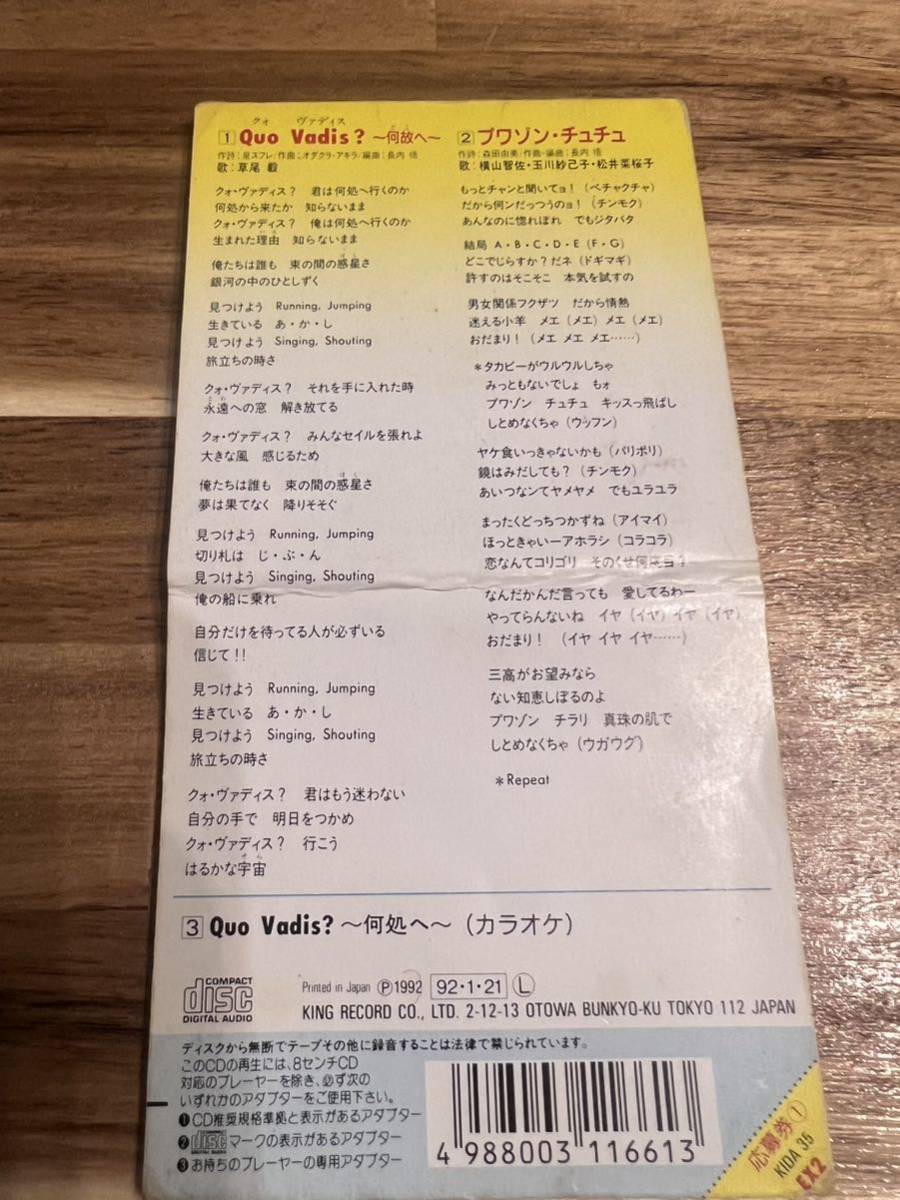 クォ ヴァディス
1 Quo Vadis? 〜何故へ〜
作詩:是スフレ/作曲:オダクラ・アキラ/編曲:長内 悟
歌:草尾 毅
クォ・ヴァディス? 君は何処へ行くのか
何処から来たか 知らないまま
クォ・ヴァディス? 俺は何処へ行くのか
生まれた理由 知らないまま
俺たちは誰も 束の間の惑星さ
銀河の中のひとしずく
見つけよう Running, Jumping
生きている あ・か・し
見つけよう Singing, Shouting
旅立ちの時さ
クォ・ヴァディス? それを手に入れた時
永遠への窓 解き放てる
クォ・ヴァディス? みんなセイルを張れよ
大きな風 感じるため
俺たちは誰も 束の間の惑星さ
夢は果てなく 降りそそぐ
見つけよう Running, Jumping
切り札は じ・ぶ・ん
見つけよう Singing, Shouting
俺の船に乗れ
自分だけを待ってる人が必ずいる
信じて!!
見つけよう Running, Jumping
生きている あ・か・し
見つけよう Singing, Shouting
旅立ちの時さ
クォ・ヴァディス? 君はもう迷わない
自分の手で 明日をつかめ
クォ・ヴァディス? 行こう
はるかな宇宙
2 プワゾン・チュチュ
作詩:森田由美/作曲・編曲:長内 悟
歌:横山智佐・玉川紗己子・松井菜桜子
もっとチャンと聞いてョ!(ペチャクチャ)
だから何ンだっつうのョ!(チンモク)
あんなのに惚れぼれ でもジタバタ
結局 A・B・C・D・E (F・G)
どこでじらすか?だネ(ドギマギ)
許すのはそこそこ 本気を試すの
男女関係フクザツ だから情熱
迷える小羊 メエ(メエ)メエ(メエ)
おだまり!(メエ メエ メエ……)
*タカビーがウルウルしちゃ
みっともないでしょ もォ
プワゾン チュチュ キッスっ飛ばし
しとめなくちゃ(ウッフン)
ヤケ食いっきゃないかも(バリボリ)
鏡はみだしても?(チンモク)
あいつなンてヤメヤメ でもユラユラ
まったくどっちつかずね(アイマイ)
ほっときゃいーアホラシ(コラコラ)
恋なんてコリゴリ そのくせ何度目?
なんだかんだ言っても 愛してるわー
やってらんないね イヤ(イヤ)イヤ(イヤ)
おだまり! (イヤ イヤ イヤ……)
三高がお望みなら
ない知恵しぼるのよ
プワゾン チラリ 真珠の肌で
しとめなくちゃ(ウガウグ)
*Repeat
3 Quo Vadis? 〜何処へ〜(カラオケ)
COMPACT
disc
DIGITAL AUDIO
Printed in Japan Ⓟ1992 92・1・21 Ⓛ
KING RECORD CO., LTD. 2-12-13 OTOWA BUNKYO-KU TOKYO 112 JAPAN
ディスクから無断でテープその他に録音することは法律で禁じられています。
このCDの再生には、8センチCD
対応のプレーヤーを除き、必ず次の
いずれかのアダプターをご使用下さい。
❶CD推奨規格準拠と表示があるアダプター
❷disc マークの表示があるアダプター
❸お持ちのプレーヤーの専用アダプター
4 988003 116613
応募券①
KIDA 35
EX2